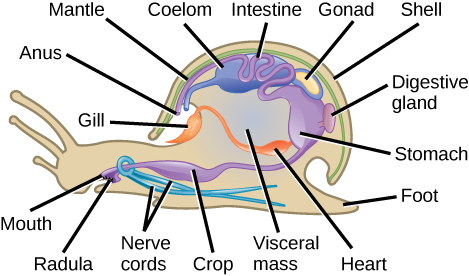 Mantle
Coelom
Intestine
Gonad
Shell
Anus
Digestive
gland
Gill
Stomach
Foot
Mouth
Radula
Nerve
cords
Crop
Visceral
mass
Heart